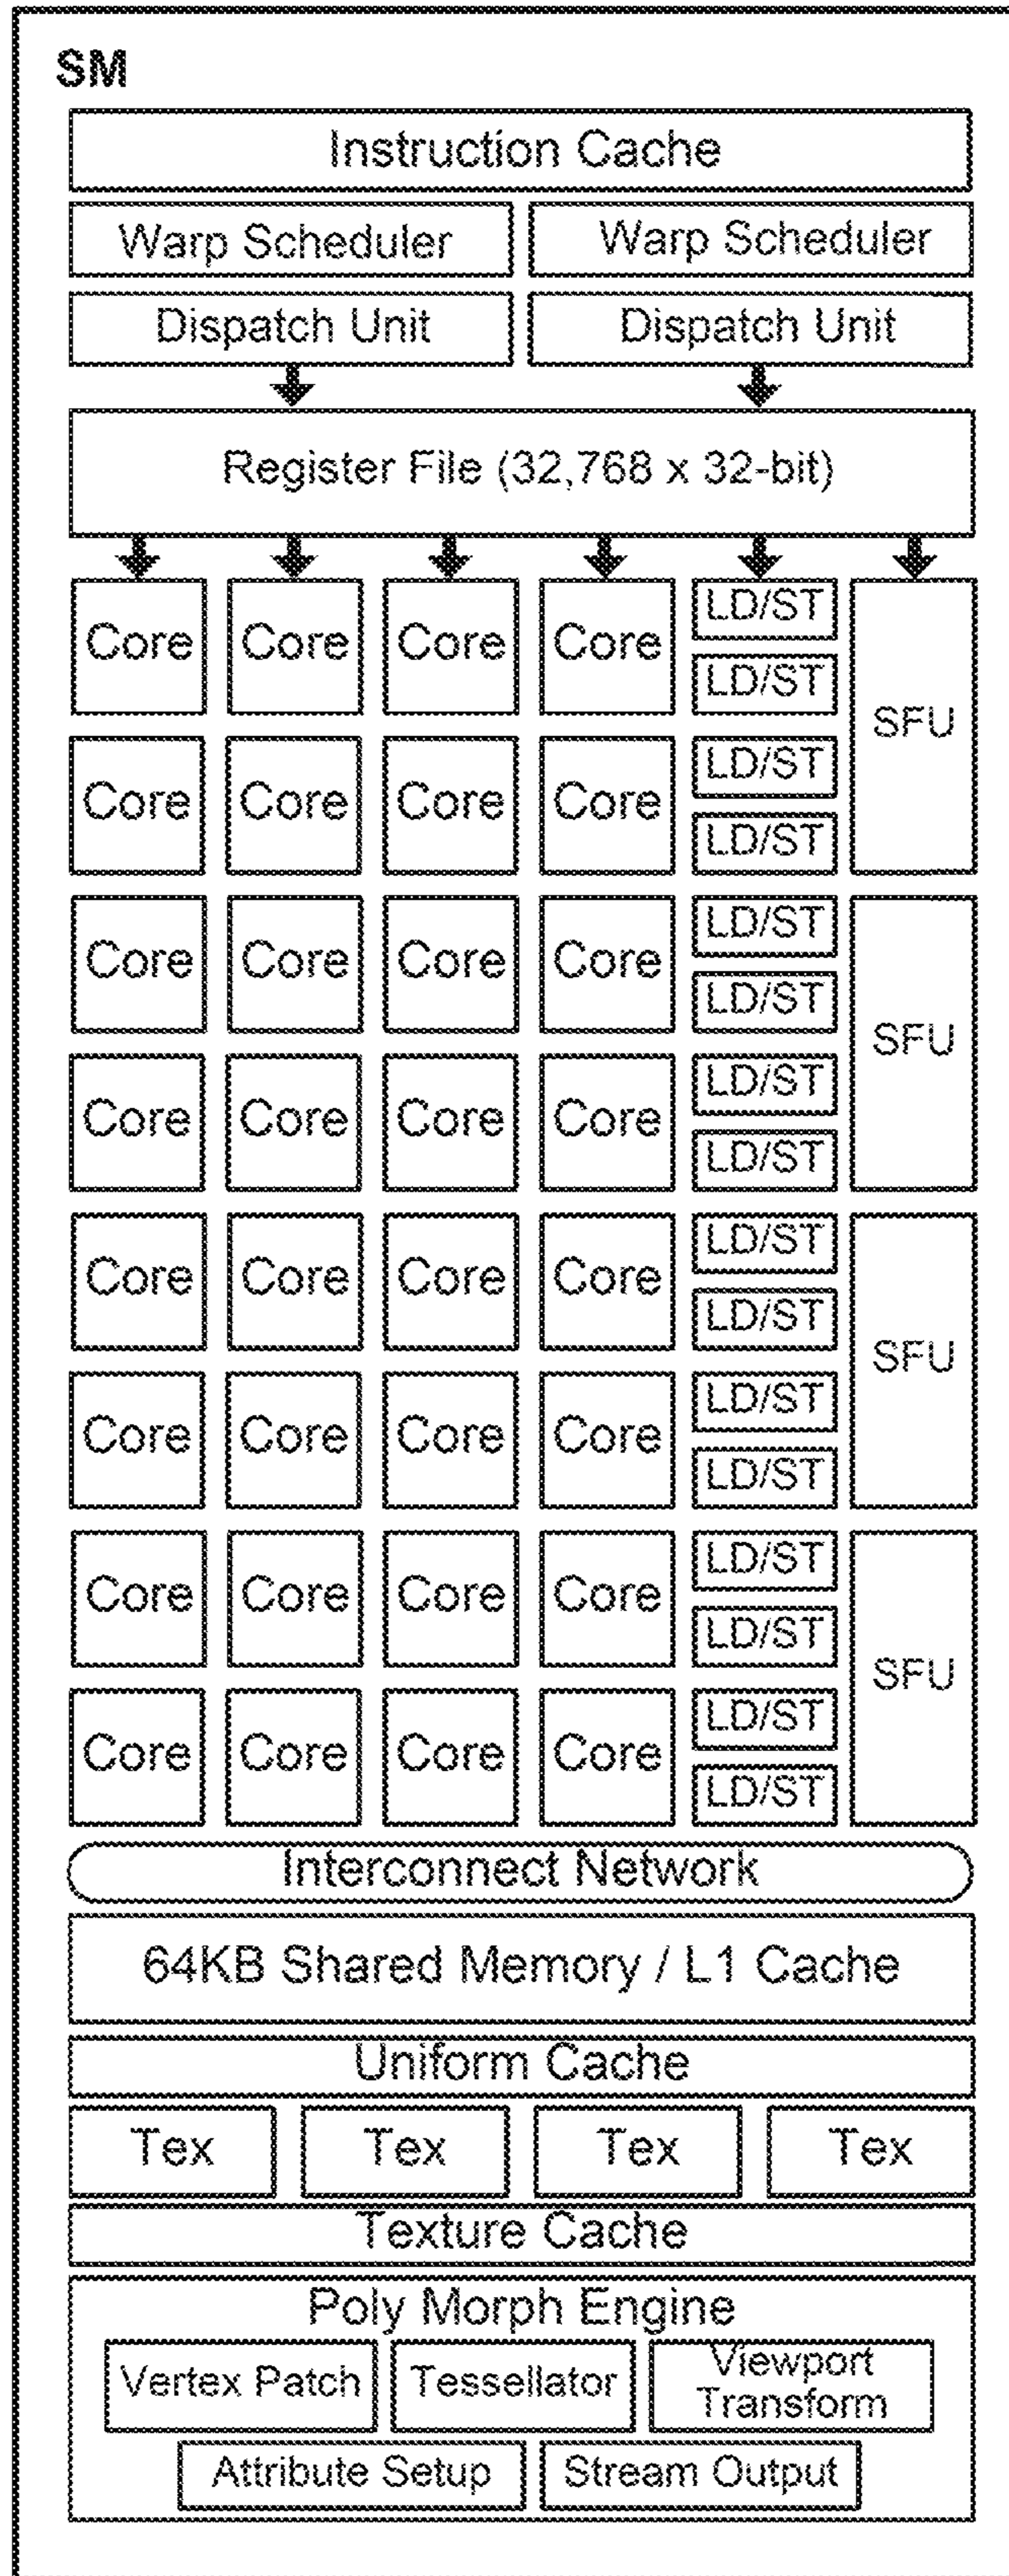 SM
Instruction Cache
Warp Scheduler Warp Scheduler
Dispatch Unit Dispatch Unit
Register File (32,768 x 32-bit)
Core Core Core Core LD/ST
LD/ST
SFU
Core Core Core Core LD/ST
LD/ST
Core Core Core Core LD/ST
LD/ST
SFU
Core Core Core Core LD/ST
LD/ST
Core Core Core Core LD/ST
LD/ST
SFU
Core Core Core Core LD/ST
LD/ST
Core Core Core Core LD/ST
LD/ST
SFU
Core Core Core Core LD/ST
LD/ST
Interconnect Network
64KB Shared Memory / L1 Cache
Uniform Cache
Tex Tex Tex Tex
Texture Cache
Poly Morph Engine
Vertex Patch Tessellator Viewport
Transform
Attribute Setup Stream Output